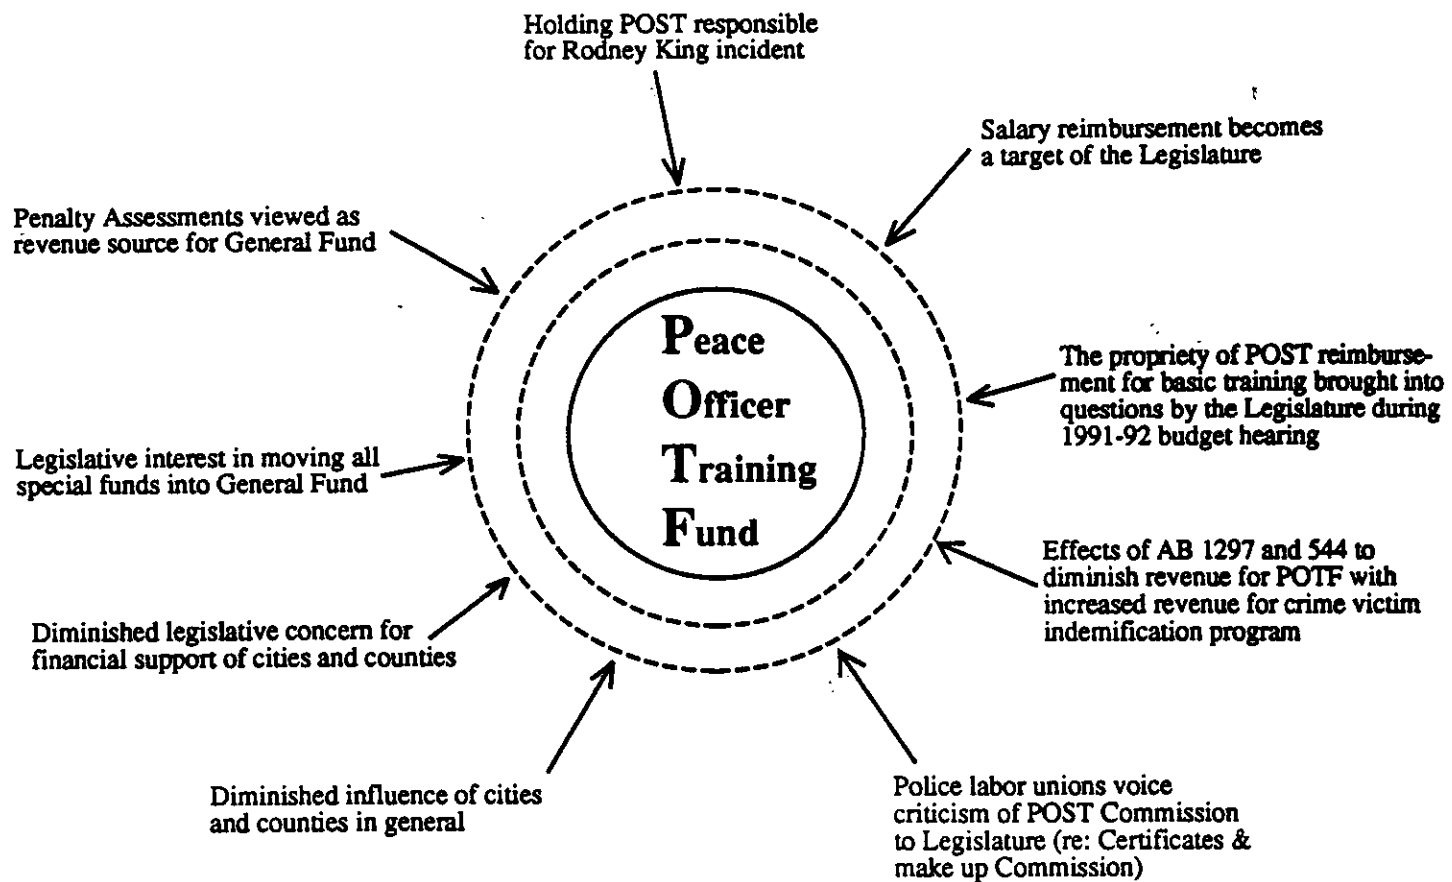 Holding POST responsible
for Rodney King incident
Salary reimbursement becomes
a target of the Legislature
Penalty Assessments viewed as
revenue source for General Fund
Peace
Officer
Training
Fund
The propriety of POST reimburse-
ment for basic training brought into
questions by the Legislature during
1991-92 budget hearing
Legislative interest in moving all
special funds into General Fund
Effects of AB 1297 and 544 to
diminish revenue for POTF with
increased revenue for crime victim
indemification program
Diminished legislative concern for
financial support of cities and counties
Diminished influence of cities
and counties in general
Police labor unions voice
criticism of POST Commission
to Legislature (re: Certificates &
make up Commission)